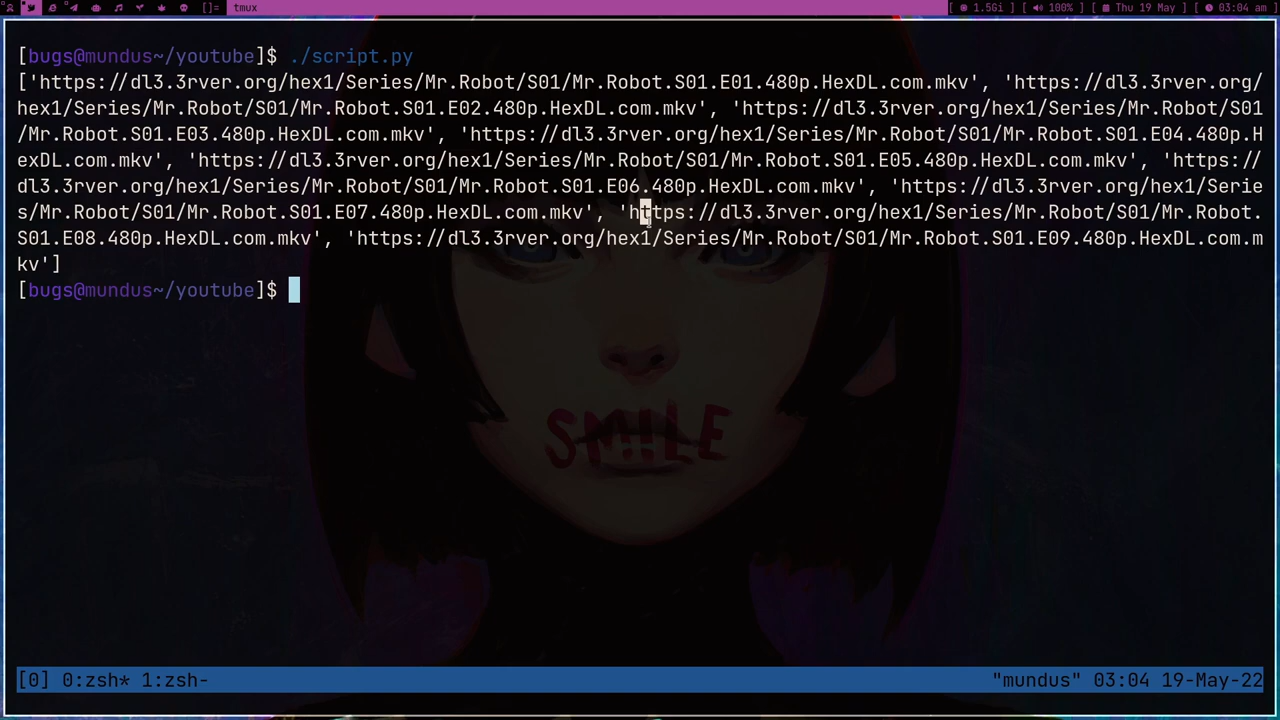 []= tmux [ 1.5Gi ] [ 100% ] [ Thu 19 May ] [ 03:04 am ]
[bugs@mundus~/youtube]$ ./script.py
['https://dl3.3rver.org/hex1/Series/Mr.Robot/S01/Mr.Robot.S01.E01.480p.HexDL.com.mkv', 'https://dl3.3rver.org/
hex1/Series/Mr.Robot/S01/Mr.Robot.S01.E02.480p.HexDL.com.mkv', 'https://dl3.3rver.org/hex1/Series/Mr.Robot/S01
/Mr.Robot.S01.E03.480p.HexDL.com.mkv', 'https://dl3.3rver.org/hex1/Series/Mr.Robot/S01/Mr.Robot.S01.E04.480p.H
exDL.com.mkv', 'https://dl3.3rver.org/hex1/Series/Mr.Robot/S01/Mr.Robot.S01.E05.480p.HexDL.com.mkv', 'https://
dl3.3rver.org/hex1/Series/Mr.Robot/S01/Mr.Robot.S01.E06.480p.HexDL.com.mkv', 'https://dl3.3rver.org/hex1/Serie
s/Mr.Robot/S01/Mr.Robot.S01.E07.480p.HexDL.com.mkv', 'https://dl3.3rver.org/hex1/Series/Mr.Robot/S01/Mr.Robot.
S01.E08.480p.HexDL.com.mkv', 'https://dl3.3rver.org/hex1/Series/Mr.Robot/S01/Mr.Robot.S01.E09.480p.HexDL.com.m
kv']
[bugs@mundus~/youtube]$
SMILE
[0] 0:zsh* 1:zsh- "mundus" 03:04 19-May-22